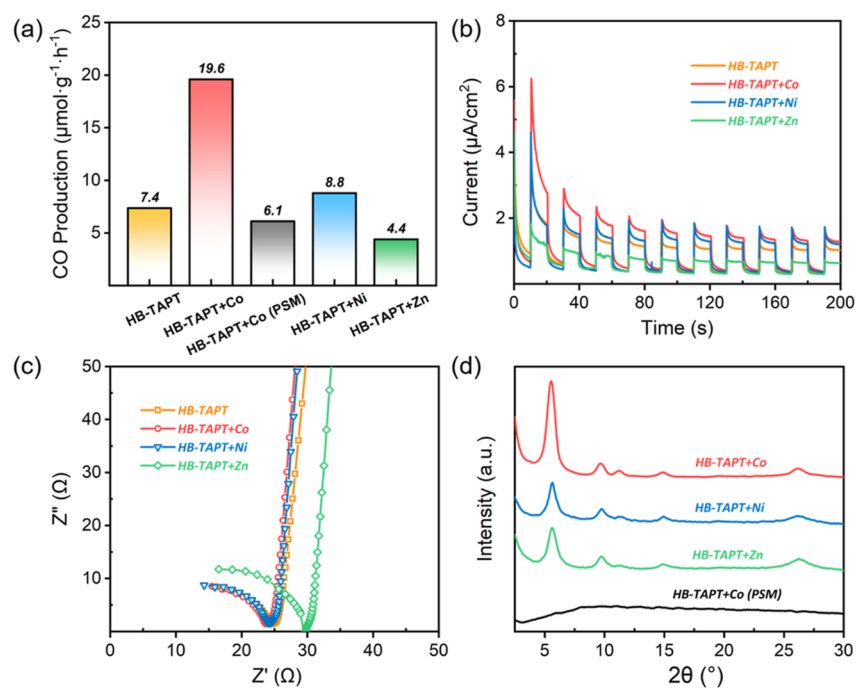 (a)
CO Production (μmol·g⁻¹·h⁻¹)
25
20
15
10
5
7.4
19.6
6.1
8.8
4.4
HB-TAPT
HB-TAPT+Co
HB-TAPT+Co (PSM)
HB-TAPT+Ni
HB-TAPT+Zn
(b)
Current (μA/cm²)
8
6
4
2
HB-TAPT
HB-TAPT+Co
HB-TAPT+Ni
HB-TAPT+Zn
0 40 80 120 160 200
Time (s)
(c)
Z" (Ω)
50
40
30
20
10
HB-TAPT
HB-TAPT+Co
HB-TAPT+Ni
HB-TAPT+Zn
0 10 20 30 40 50
Z' (Ω)
(d)
Intensity (a.u.)
HB-TAPT+Co
HB-TAPT+Ni
HB-TAPT+Zn
HB-TAPT+Co (PSM)
5 10 15 20 25 30
2θ (°)